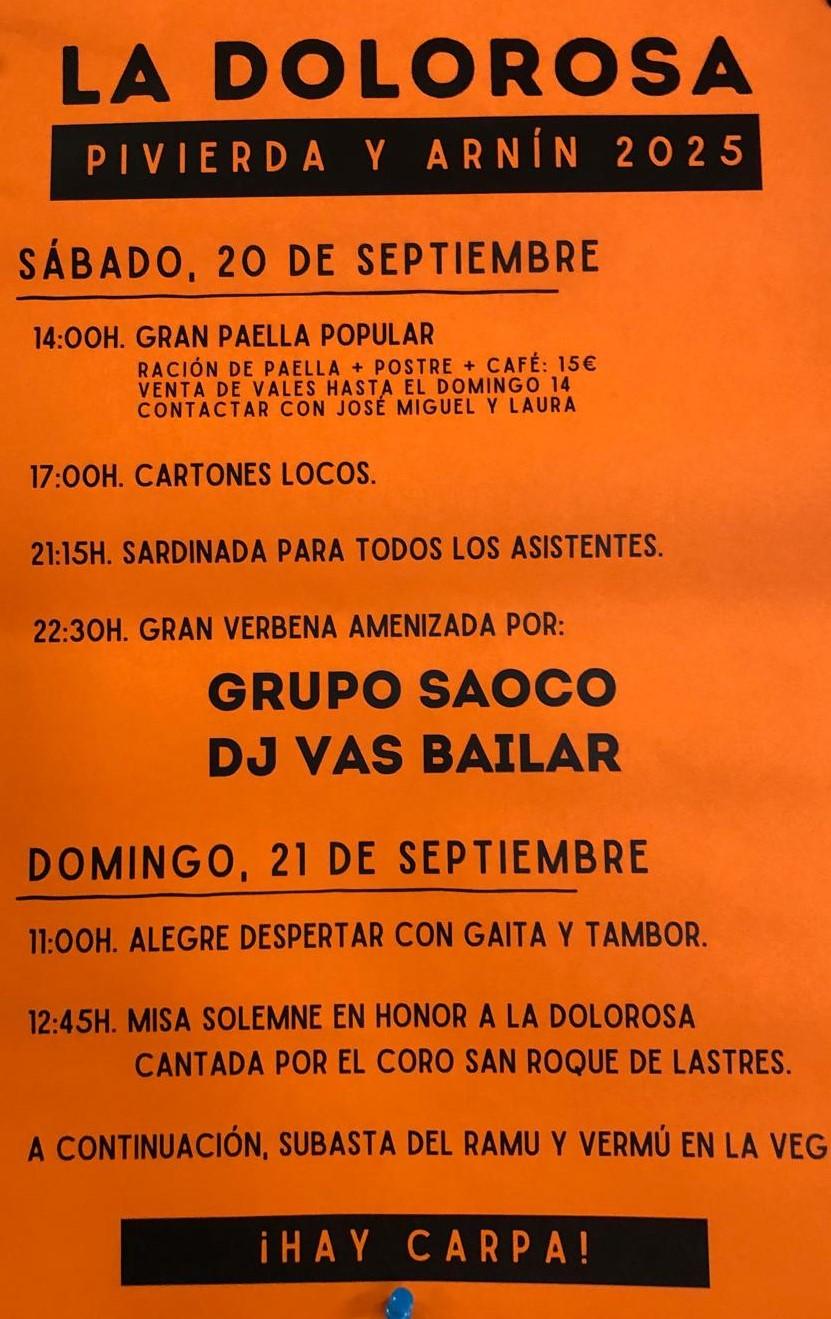 LA DOLOROSA
PIVIERDA Y ARNÍN 2025
SÁBADO, 20 DE SEPTIEMBRE
14:00H. GRAN PAELLA POPULAR
RACIÓN DE PAELLA + POSTRE + CAFÉ: 15€
VENTA DE VALES HASTA EL DOMINGO 14
CONTACTAR CON JOSÉ MIGUEL Y LAURA
17:00H. CARTONES LOCOS.
21:15H. SARDINADA PARA TODOS LOS ASISTENTES.
22:30H. GRAN VERBENA AMENIZADA POR:
GRUPO SAOCO
DJ VAS BAILAR
DOMINGO, 21 DE SEPTIEMBRE
11:00H. ALEGRE DESPERTAR CON GAITA Y TAMBOR.
12:45H. MISA SOLEMNE EN HONOR A LA DOLOROSA
CANTADA POR EL CORO SAN ROQUE DE LASTRES.
A CONTINUACIÓN, SUBASTA DEL RAMU Y VERMÚ EN LA VEG
¡HAY CARPA!